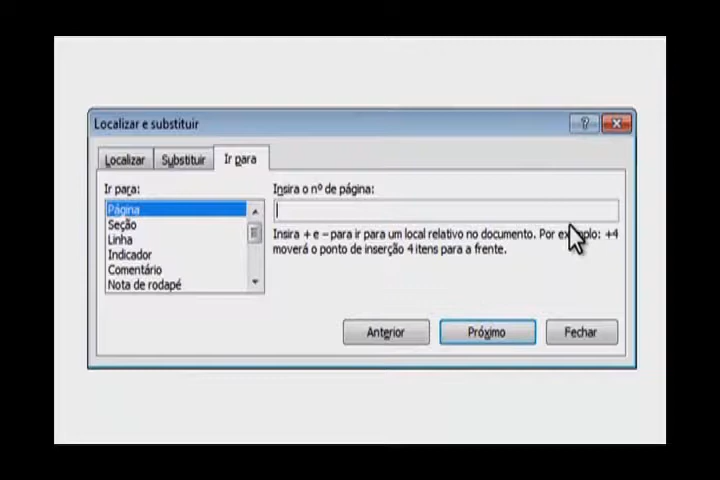 Localizar e substituir
Localizar
Substituir
Ir para
Ir para:
Página
Seção
Linha
Indicador
Comentário
Nota de rodapé
Insira o nº de página:
Insira + e – para ir para um local relativo no documento. Por exemplo: +4
moverá o ponto de inserção 4 itens para a frente.
Anterior
Próximo
Fechar